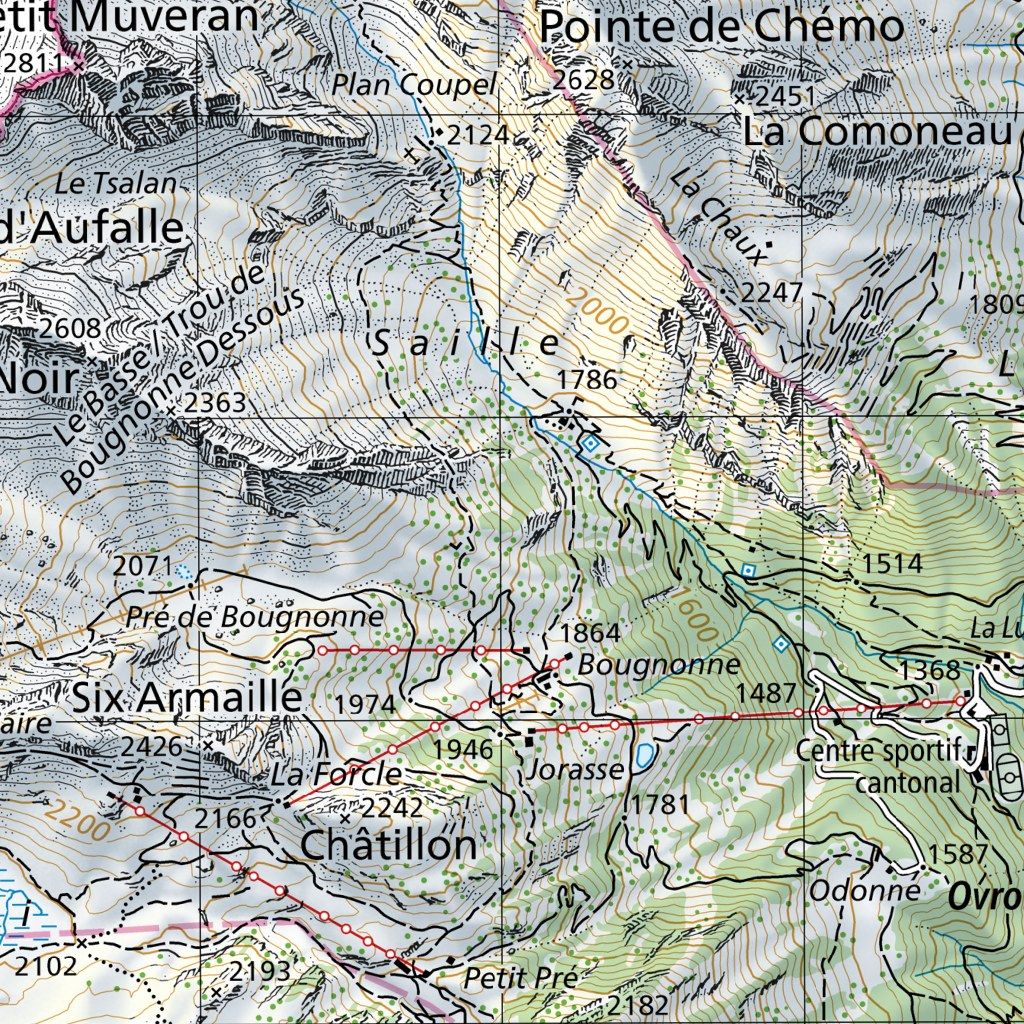 etit Muveran
Pointe de Chémo
2811
Plan Coupel
2628
2451
2124
La Comoneau
Le Tsalan
La Chaux
d'Aufalle
2247
1809
Le Basse / Trou de
Bougnonne Dessous
2000
2608
Saille
L
Noir
1786
2363
2071
1514
Pré de Bougnonne
1600
1864
La Lu
Bougnonne
1368
Six Armaille
1974
1487
aire
2426
1946
Centre sportif
cantonal
La Forcle
Jorasse
2200
2166
2242
1781
Châtillon
1587
Odonne
Ovro
I
2102
2193
Petit Pré
2182